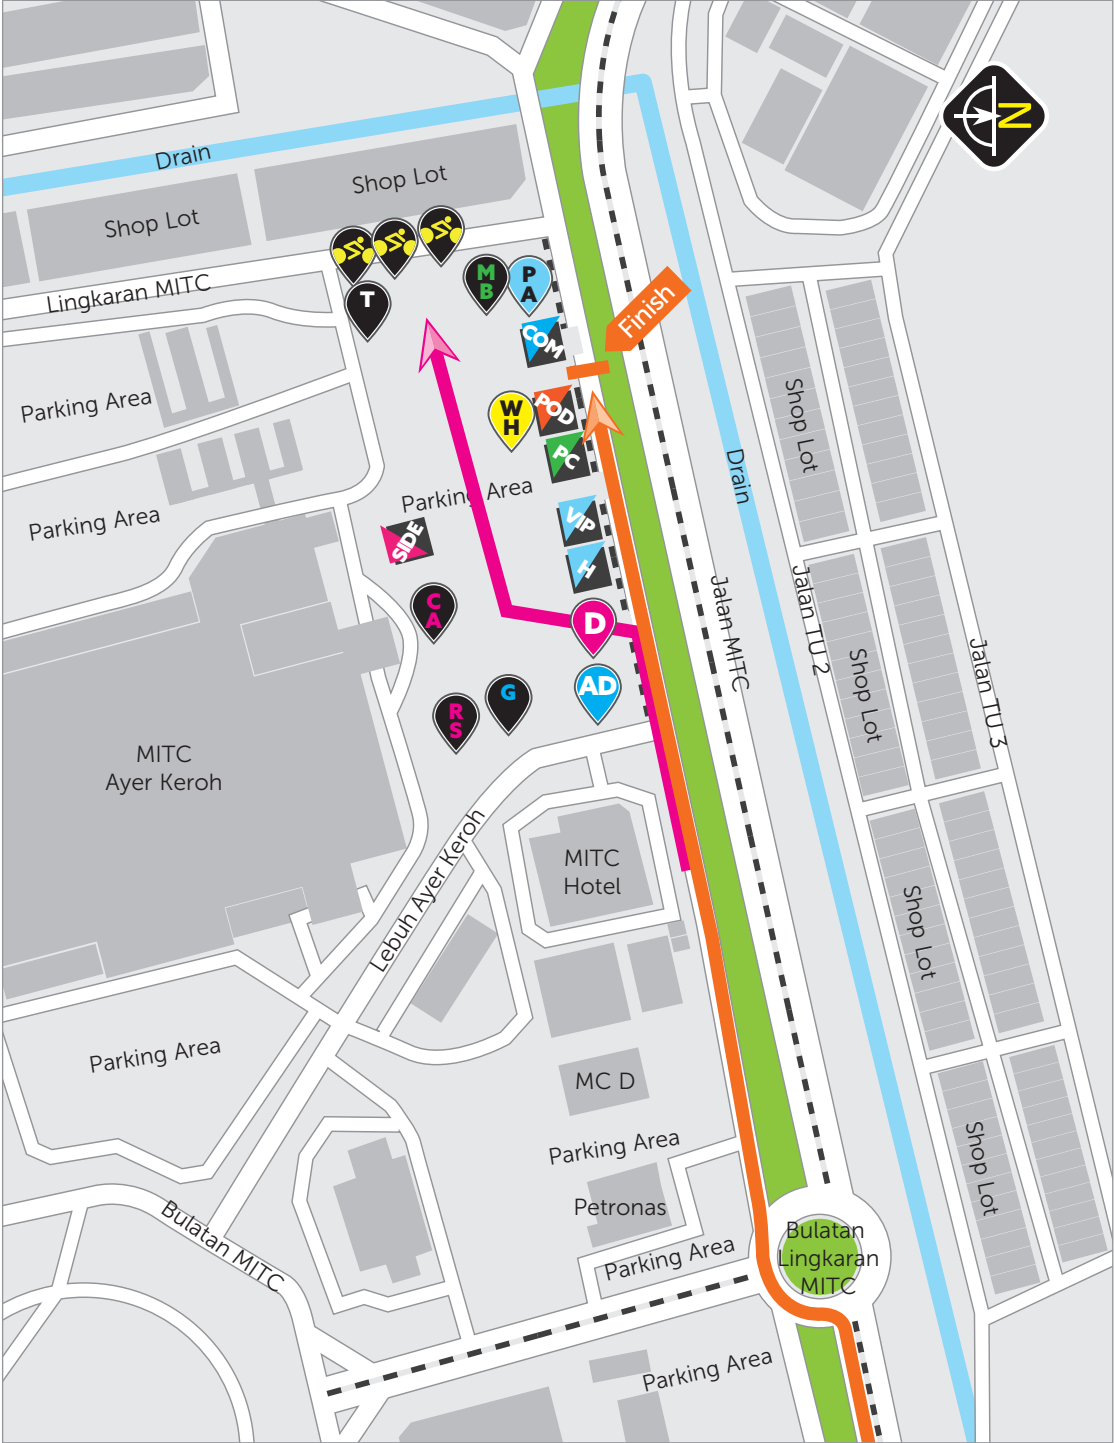 N
Drain
Shop Lot
Shop Lot
Lingkaran MITC
T
M
B
P
A
COM
Finish
W
H
POD
PC
Parking Area
Parking Area
Parking Area
VIP
H
SIDE
C
A
D
AD
G
R
S
Drain
Shop Lot
Jalan MITC
Jalan TU 2
Shop Lot
Jalan TU 3
MITC
Ayer Keroh
MITC
Hotel
Lebuh Ayer Keroh
Shop Lot
Parking Area
MC D
Parking Area
Shop Lot
Petronas
Parking Area
Bulatan MITC
Bulatan
Lingkaran
MITC
Parking Area